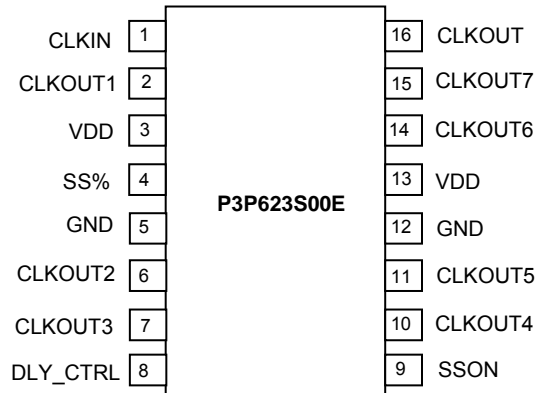 CLKIN 1 16 CLKOUT
CLKOUT1 2 15 CLKOUT7
VDD 3 14 CLKOUT6
SS% 4 13 VDD
P3P623S00E
GND 5 12 GND
CLKOUT2 6 11 CLKOUT5
CLKOUT3 7 10 CLKOUT4
DLY_CTRL 8 9 SSON